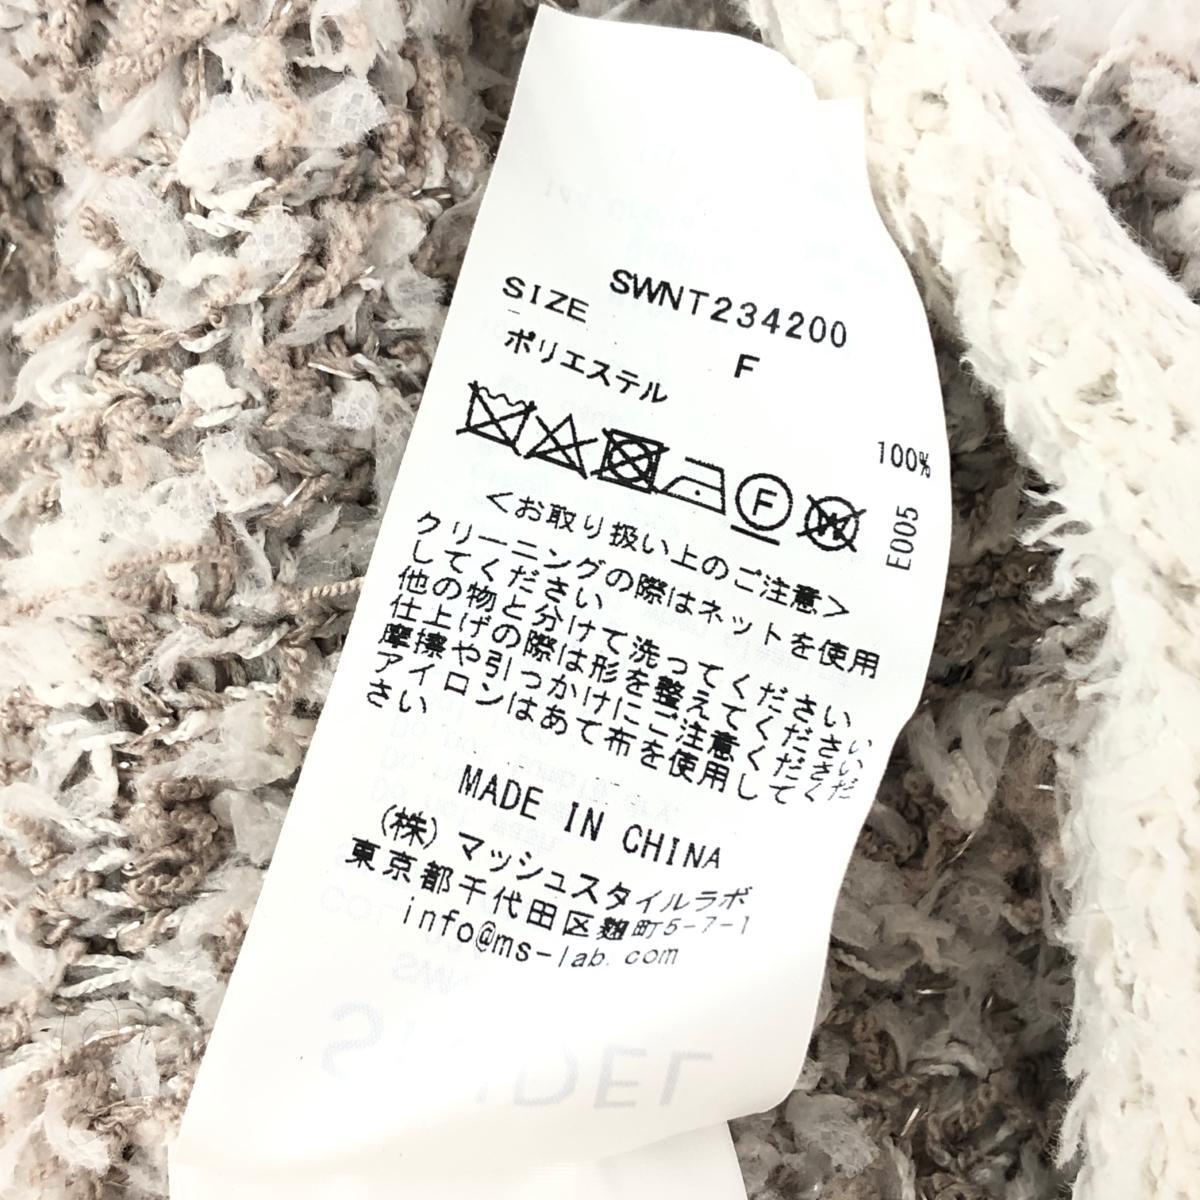 SWNT234200
SIZE F
ポリエステル 100%
F
W
E005
＜お取り扱い上のご注意＞
クリーニングの際はネットを使用
してください
他の物と分けて洗ってください
仕上げの際は形を整えてください
摩擦や引っかけにご注意ください
アイロンはあて布を使用してくだ
さい
MADE IN CHINA
(株) マッシュスタイルラボ
東京都千代田区麹町5-7-1
info@ms-lab.com